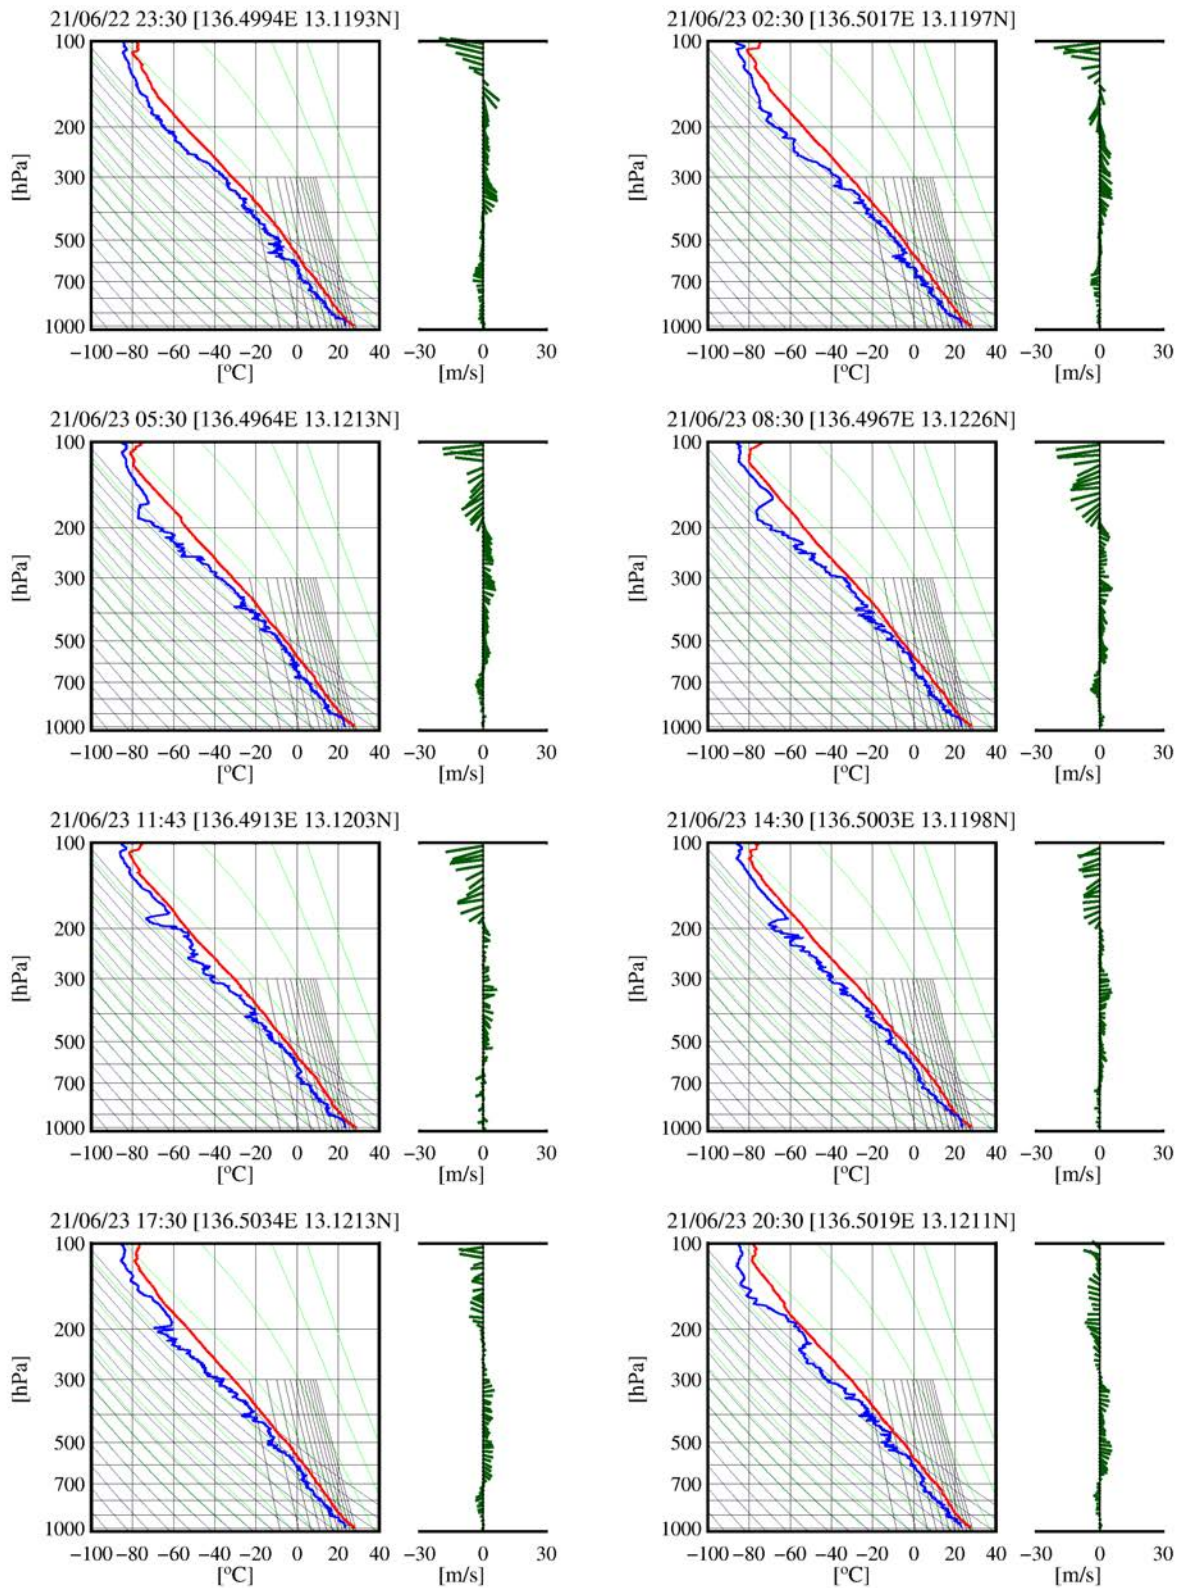 21/06/22 23:30 [136.4994E 13.1193N]
21/06/23 02:30 [136.5017E 13.1197N]
100
200
300
500
700
1000
[hPa]
−100 −80 −60 −40 −20 0 20 40
[°C]
−30 0 30
[m/s]
100
200
300
500
700
1000
[hPa]
−100 −80 −60 −40 −20 0 20 40
[°C]
−30 0 30
[m/s]
21/06/23 05:30 [136.4964E 13.1213N]
21/06/23 08:30 [136.4967E 13.1226N]
100
200
300
500
700
1000
[hPa]
−100 −80 −60 −40 −20 0 20 40
[°C]
−30 0 30
[m/s]
100
200
300
500
700
1000
[hPa]
−100 −80 −60 −40 −20 0 20 40
[°C]
−30 0 30
[m/s]
21/06/23 11:43 [136.4913E 13.1203N]
21/06/23 14:30 [136.5003E 13.1198N]
100
200
300
500
700
1000
[hPa]
−100 −80 −60 −40 −20 0 20 40
[°C]
−30 0 30
[m/s]
100
200
300
500
700
1000
[hPa]
−100 −80 −60 −40 −20 0 20 40
[°C]
−30 0 30
[m/s]
21/06/23 17:30 [136.5034E 13.1213N]
21/06/23 20:30 [136.5019E 13.1211N]
100
200
300
500
700
1000
[hPa]
−100 −80 −60 −40 −20 0 20 40
[°C]
−30 0 30
[m/s]
100
200
300
500
700
1000
[hPa]
−100 −80 −60 −40 −20 0 20 40
[°C]
−30 0 30
[m/s]